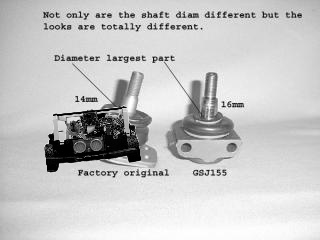 Not only are the shaft diam different but the
looks are totally different.
Diameter largest part
14mm
16mm
Factory original GSJ155